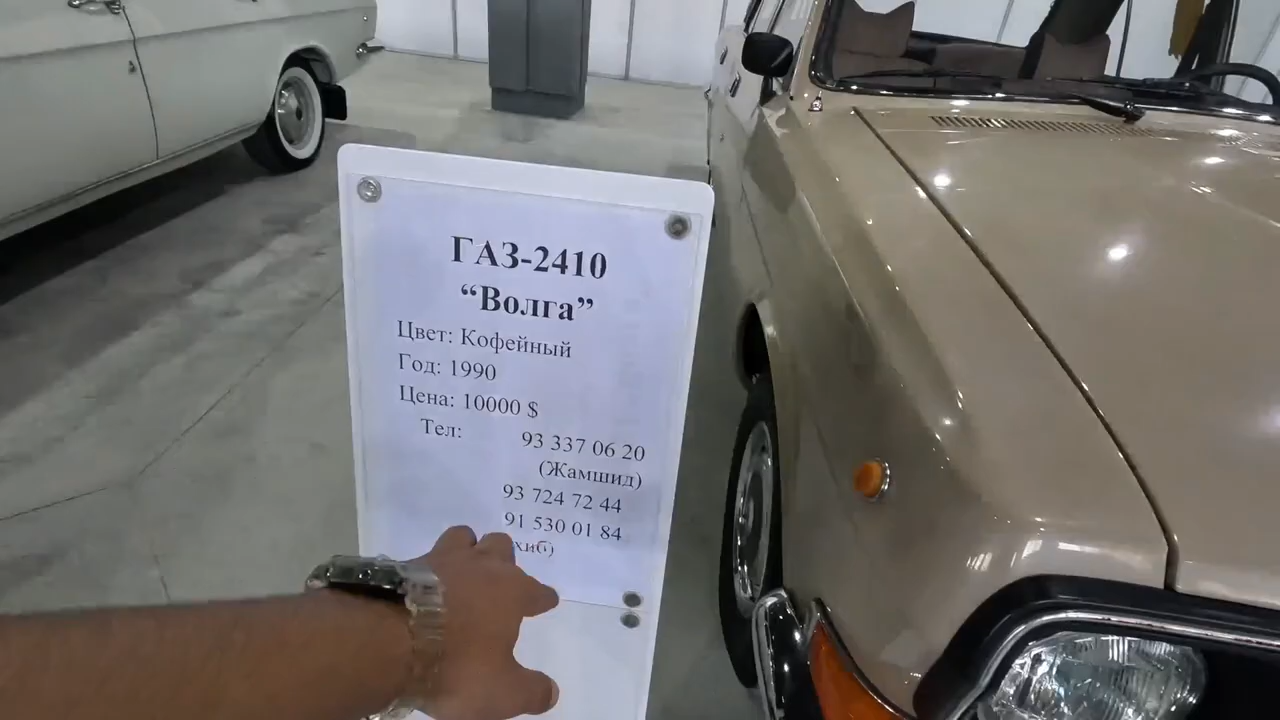 ГАЗ-2410
“Волга”
Цвет: Кофейный
Год: 1990
Цена: 10000 $
Тел: 93 337 06 20
(Жамшид)
93 724 72 44
91 530 01 84